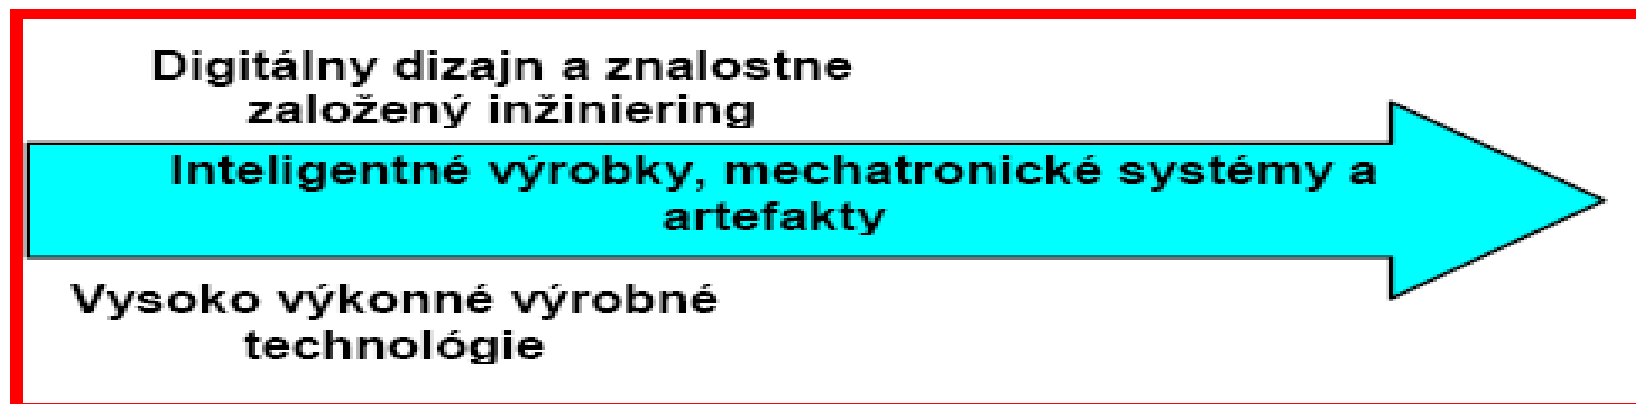 Digitálny dizajn a znalostne
založený inžiniering
Inteligentné výrobky, mechatronické systémy a
artefakty
Vysoko výkonné výrobné
technológie